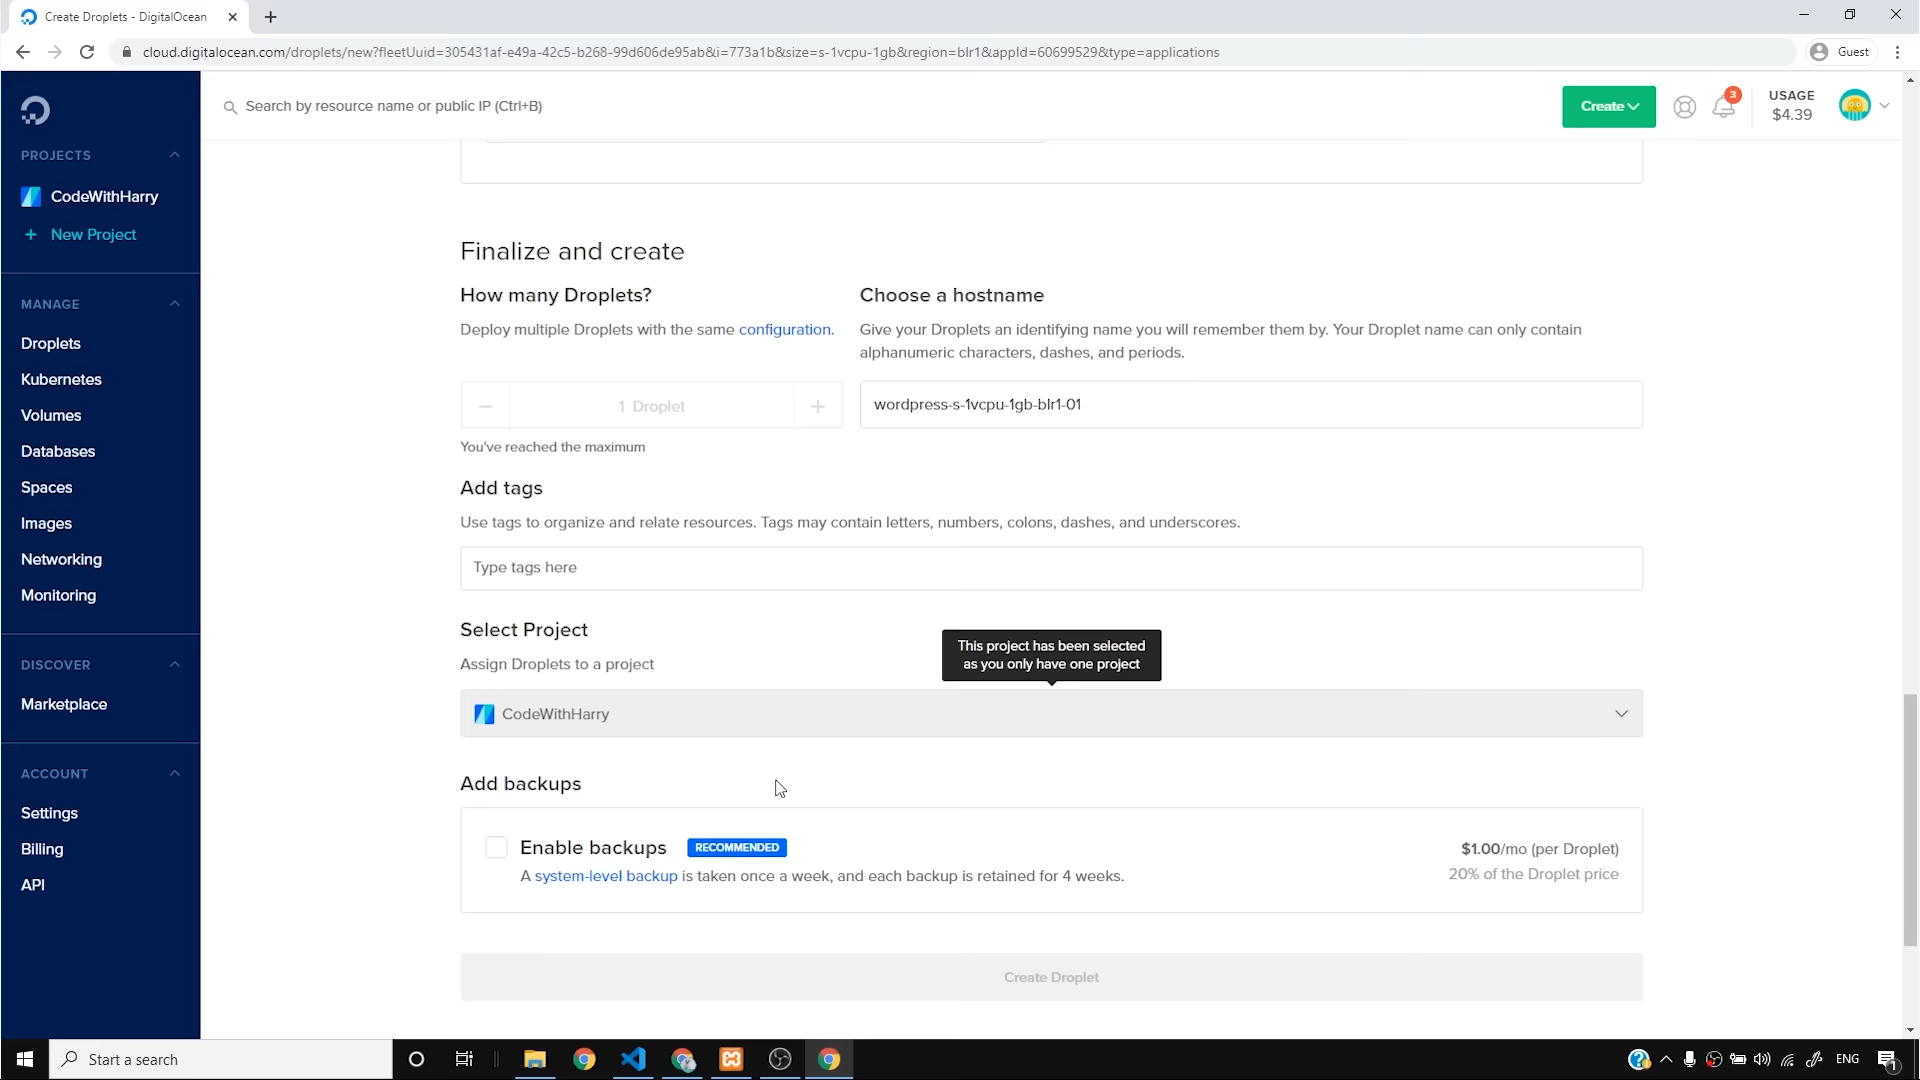 Create Droplets - DigitalOcean
cloud.digitalocean.com/droplets/new?fleetUuid=305431af-e49a-42c5-b268-99d606de95ab&i=773a1b&size=s-1vcpu-1gb&region=blr1&appId=60699529&type=applications
Guest
Search by resource name or public IP (Ctrl+B)
Create
3
USAGE
$4.39
PROJECTS
CodeWithHarry
+ New Project
MANAGE
Droplets
Kubernetes
Volumes
Databases
Spaces
Images
Networking
Monitoring
DISCOVER
Marketplace
ACCOUNT
Settings
Billing
API
Finalize and create
How many Droplets?
Deploy multiple Droplets with the same configuration.
1 Droplet
You've reached the maximum
Choose a hostname
Give your Droplets an identifying name you will remember them by. Your Droplet name can only contain
alphanumeric characters, dashes, and periods.
wordpress-s-1vcpu-1gb-blr1-01
Add tags
Use tags to organize and relate resources. Tags may contain letters, numbers, colons, dashes, and underscores.
Type tags here
Select Project
Assign Droplets to a project
This project has been selected
as you only have one project
CodeWithHarry
Add backups
Enable backups RECOMMENDED
A system-level backup is taken once a week, and each backup is retained for 4 weeks.
$1.00/mo (per Droplet)
20% of the Droplet price
Create Droplet
Start a search
ENG
1